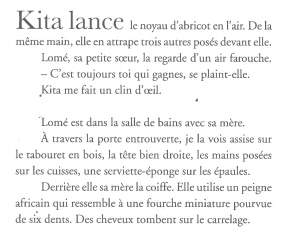 Kita lance le noyau d'abricot en l'air. De la
même main, elle en attrape trois autres posés devant elle.
Lomé, sa petite sœur, la regarde d'un air farouche.
– C'est toujours toi qui gagnes, se plaint-elle.
Kita me fait un clin d'œil.
Lomé est dans la salle de bains avec sa mère.
À travers la porte entrouverte, je la vois assise sur
le tabouret en bois, la tête bien droite, les mains posées
sur les cuisses, une serviette-éponge sur les épaules.
Derrière elle sa mère la coiffe. Elle utilise un peigne
africain qui ressemble à une fourche miniature pourvue
de six dents. Des cheveux tombent sur le carrelage.